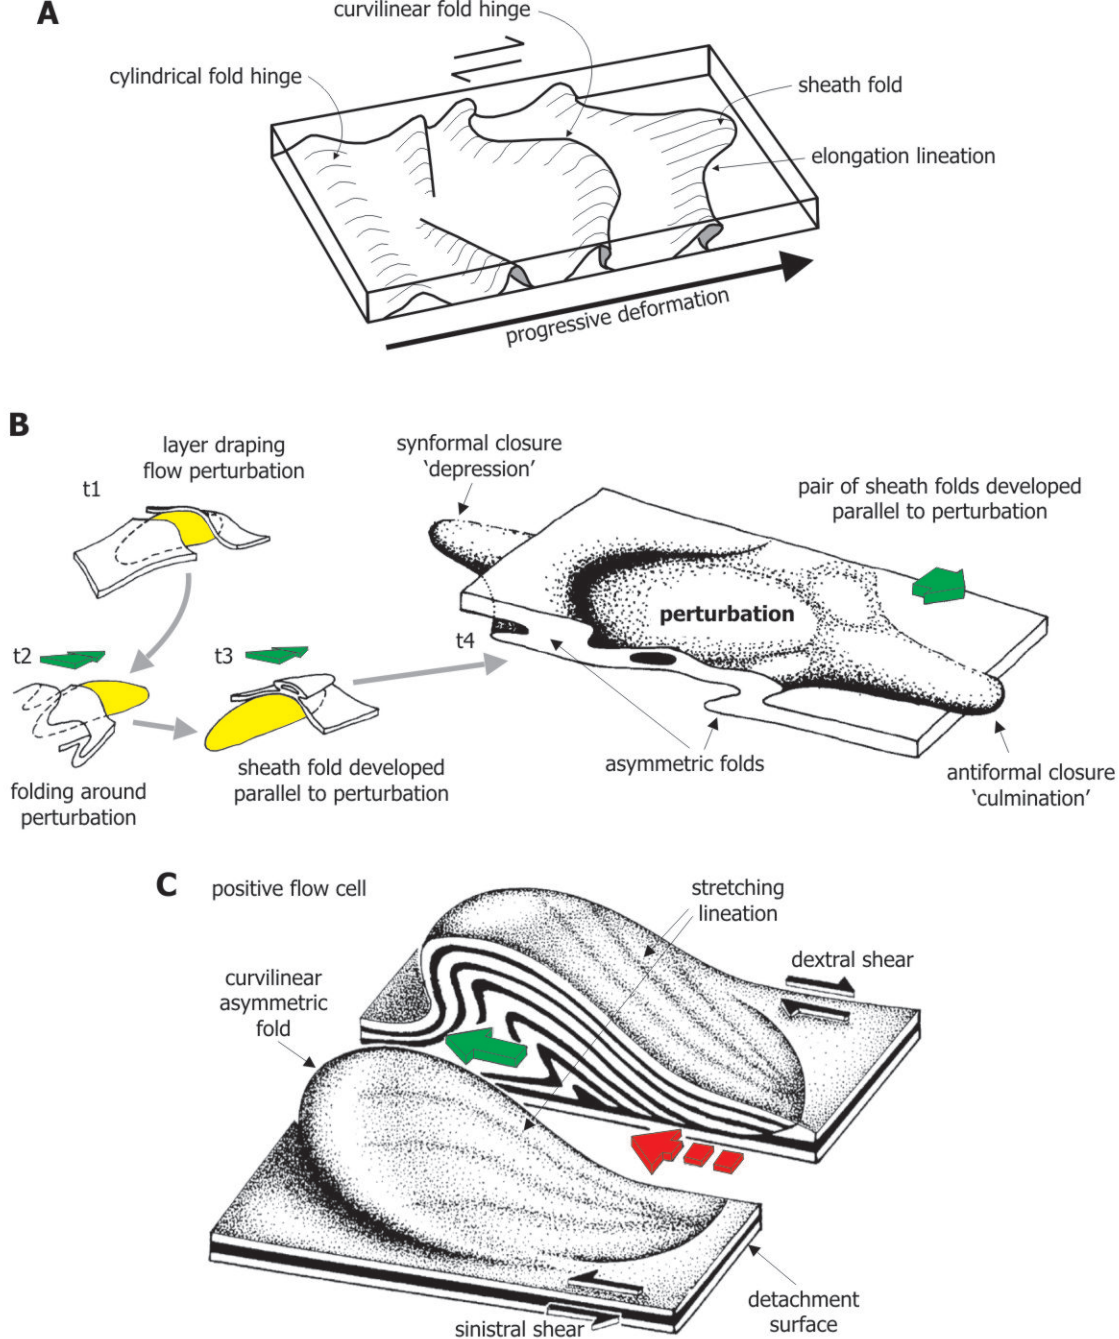 A
curvilinear fold hinge
cylindrical fold hinge
sheath fold
elongation lineation
progressive deformation
B
layer draping
flow perturbation
t1
synformal closure
‘depression’
pair of sheath folds developed
parallel to perturbation
perturbation
t2
t3
t4
folding around
perturbation
sheath fold developed
parallel to perturbation
asymmetric folds
antiformal closure
‘culmination’
C
positive flow cell
stretching
lineation
dextral shear
curvilinear
asymmetric
fold
detachment
surface
sinistral shear